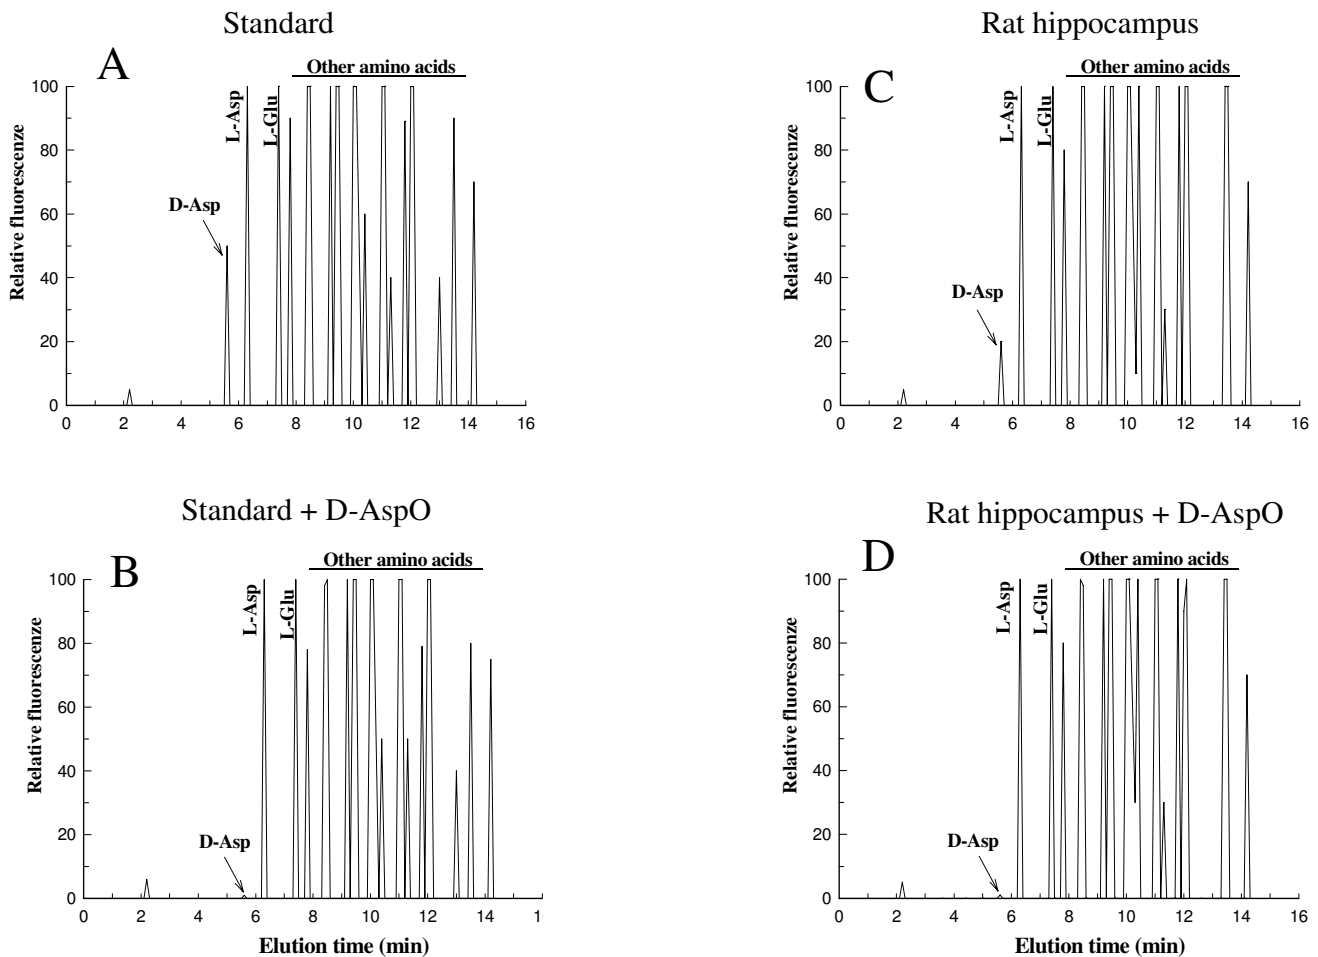 Standard
A
Other amino acids
L-Asp
L-Glu
D-Asp
Relative fluorescenze
100
80
60
40
20
0
0 2 4 6 8 10 12 14 16
Rat hippocampus
C
Other amino acids
L-Asp
L-Glu
D-Asp
Relative fluorescenze
100
80
60
40
20
0
0 2 4 6 8 10 12 14 16
Standard + D-AspO
B
Other amino acids
L-Asp
L-Glu
D-Asp
Relative fluorescenze
100
80
60
40
20
0
0 2 4 6 8 10 12 14 1
Elution time (min)
Rat hippocampus + D-AspO
D
Other amino acids
L-Asp
L-Glu
D-Asp
Relative fluorescenze
100
80
60
40
20
0
0 2 4 6 8 10 12 14 16
Elution time (min)